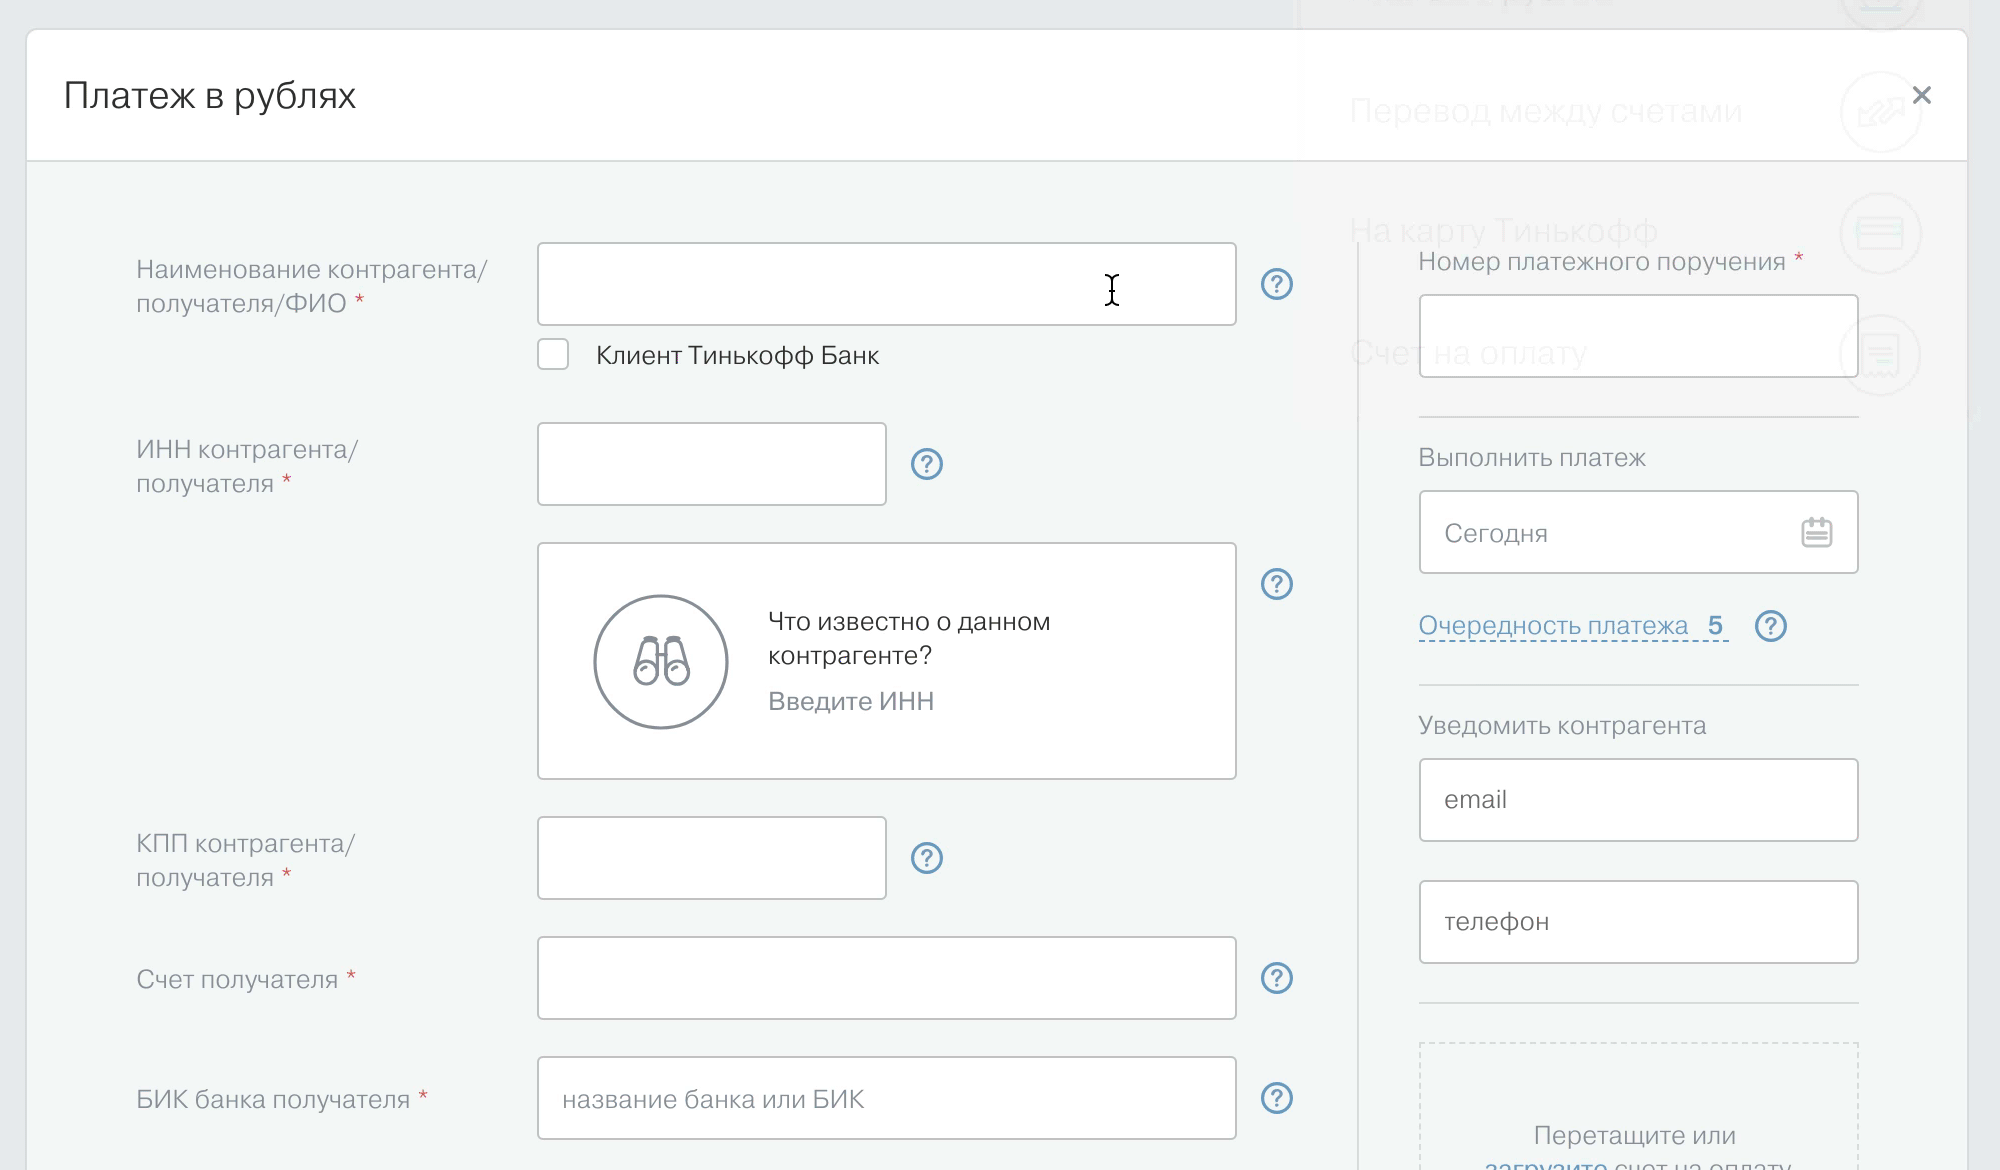 Платеж в рублях
Перевод между счетами
На карту Тинькофф
Счет на оплату
Наименование контрагента/
получателя/ФИО *
Клиент Тинькофф Банк
ИНН контрагента/
получателя *
Что известно о данном
контрагенте?
Введите ИНН
КПП контрагента/
получателя *
Счет получателя *
БИК банка получателя *
название банка или БИК
Номер платежного поручения *
Выполнить платеж
Сегодня
Очередность платежа 5
Уведомить контрагента
email
телефон
Перетащите или
загрузите счет на оплату